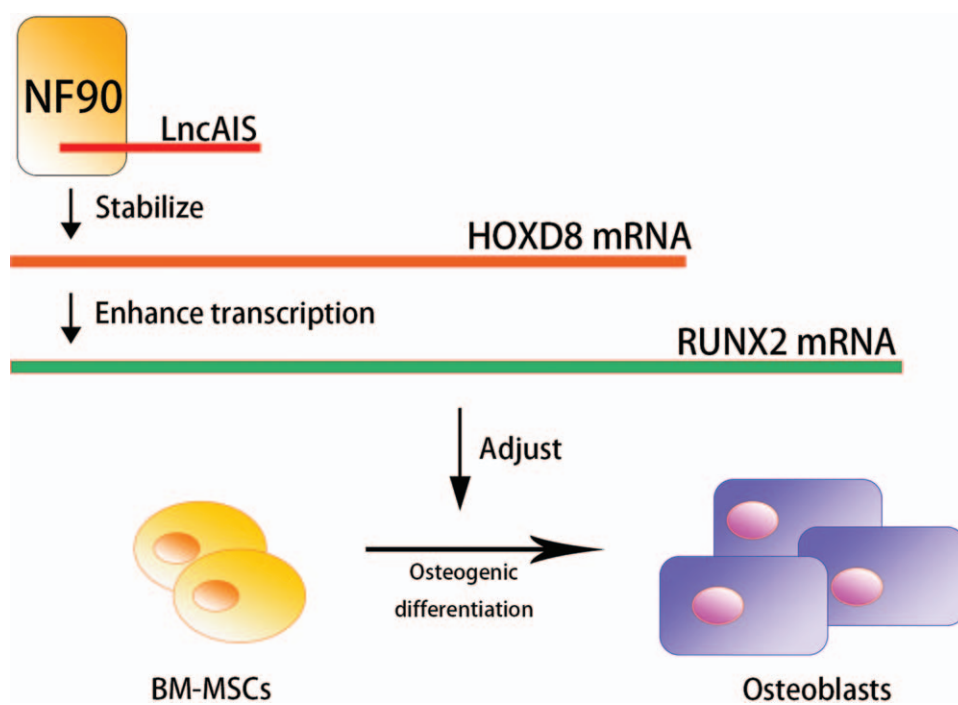 NF90
LncAIS
Stabilize
HOXD8 mRNA
Enhance transcription
RUNX2 mRNA
Adjust
Osteogenic
differentiation
BM-MSCs
Osteoblasts